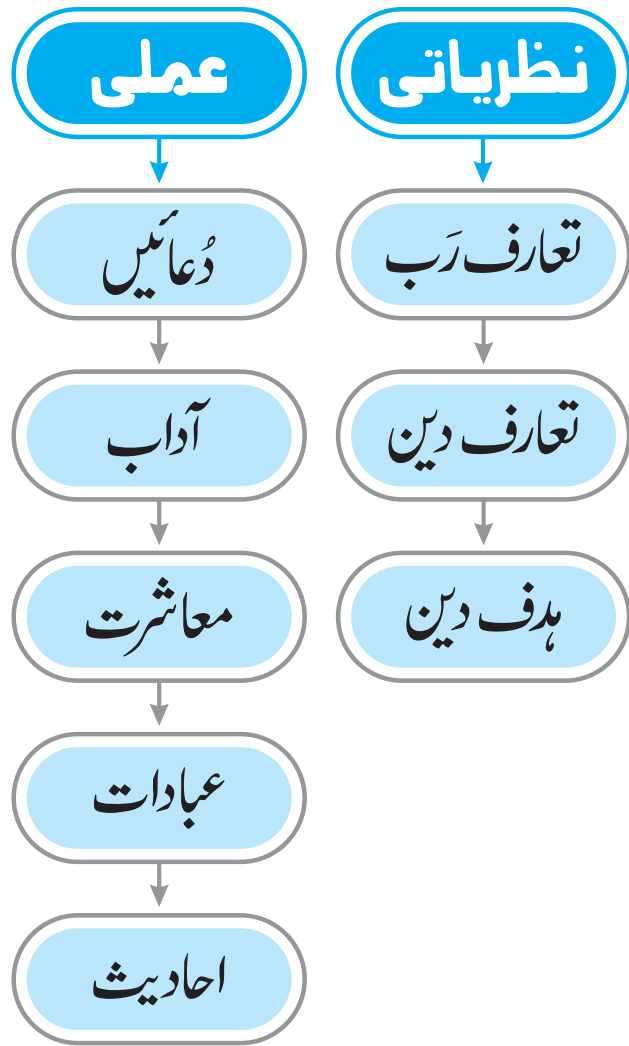 نظریاتی
تعارف رَب
تعارف دین
ہدف دین
عملی
دُعائیں
آداب
معاشرت
عبادات
احادیث